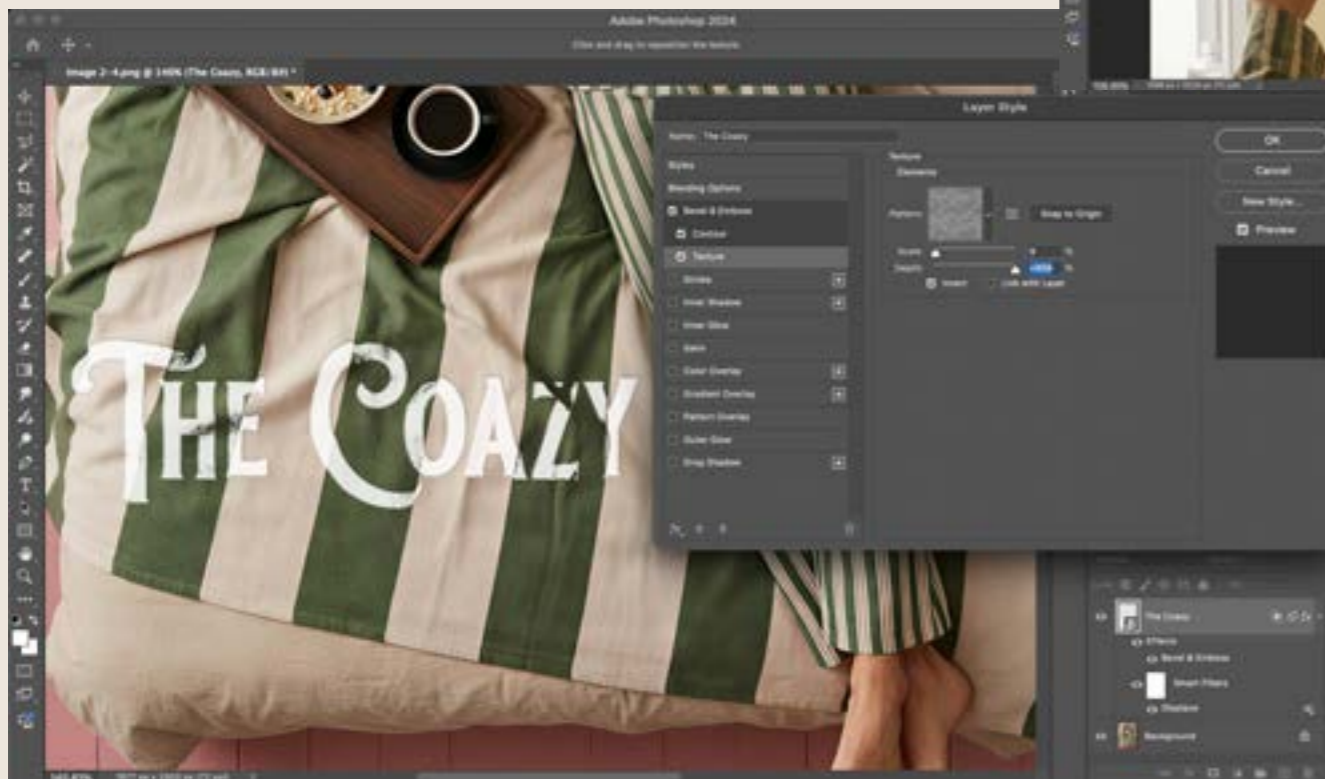 Adobe Photoshop 2024
Click and drag to reposition the texture.
Image 2-4.png @ 140% (The Coazy, RGB/8#) *
Layer Style
Name: The Coazy
OK
Cancel
New Style...
Preview
Styles
Blending Options
Bevel & Emboss
Contour
Texture
Stroke
Inner Shadow
Inner Glow
Satin
Color Overlay
Gradient Overlay
Pattern Overlay
Outer Glow
Drop Shadow
Texture
Elements
Pattern:
Snap to Origin
Scale:
%
Depth:
%
Invert
Link with Layer
The Coazy
The Coazy
Effects
Bevel & Emboss
Smart Filters
Displace
Background